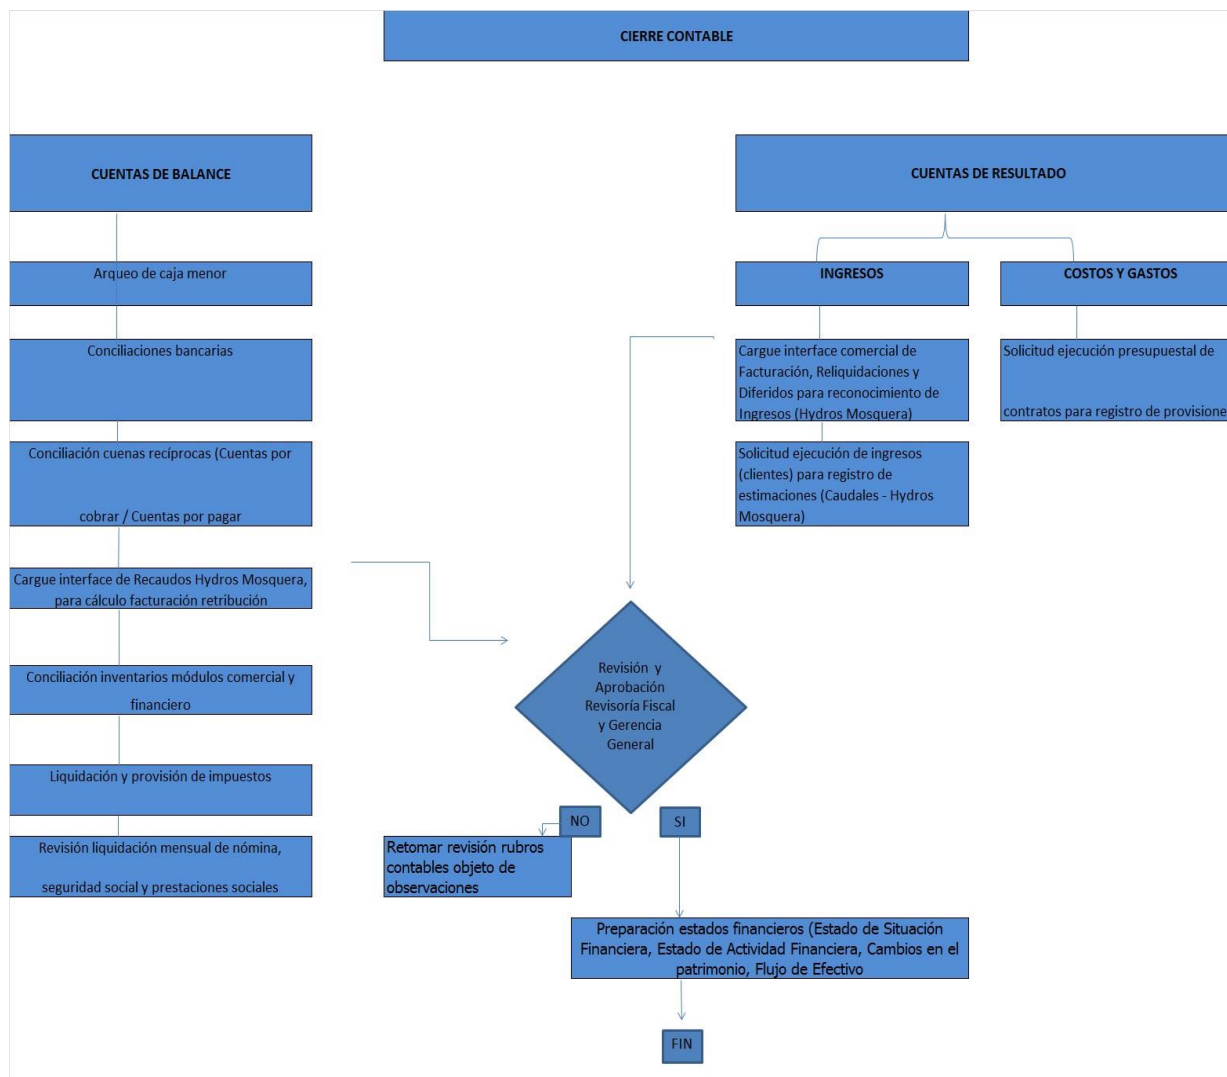 CIERRE CONTABLE
CUENTAS DE BALANCE
Arqueo de caja menor
Conciliaciones bancarias
Conciliación cuenas recíprocas (Cuentas por
cobrar / Cuentas por pagar
Cargue interface de Recaudos Hydros Mosquera,
para cálculo facturación retribución
Conciliación inventarios módulos comercial y
financiero
Liquidación y provisión de impuestos
Revisión liquidación mensual de nómina,
seguridad social y prestaciones sociales
CUENTAS DE RESULTADO
INGRESOS
Cargue interface comercial de
Facturación, Reliquidaciones y
Diferidos para reconocimiento de
Ingresos (Hydros Mosquera)
Solicitud ejecución de ingresos
(clientes) para registro de
estimaciones (Caudales - Hydros
Mosquera)
COSTOS Y GASTOS
Solicitud ejecución presupuestal de
contratos para registro de provisione
Revisión y
Aprobación
Revisoría Fiscal
y Gerencia
General
NO
SI
Retomar revisión rubros
contables objeto de
observaciones
Preparación estados financieros (Estado de Situación
Financiera, Estado de Actividad Financiera, Cambios en el
patrimonio, Flujo de Efectivo
FIN